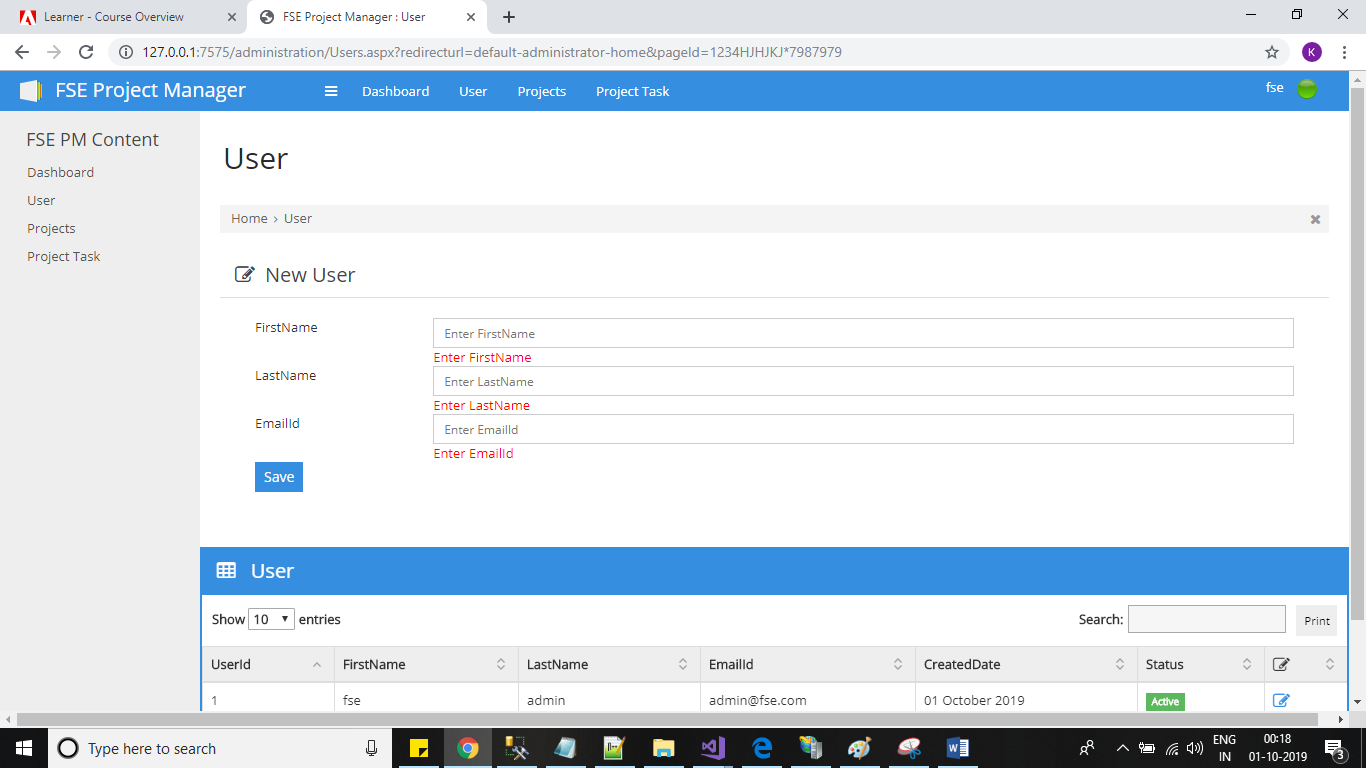 Learner - Course Overview
FSE Project Manager : User
127.0.0.1:7575/administration/Users.aspx?redirecturl=default-administrator-home&pageId=1234HJHJKJ*7987979
K
FSE Project Manager
Dashboard User Projects Project Task
fse
FSE PM Content
Dashboard
User
Projects
Project Task
User
Home › User
New User
FirstName
Enter FirstName
Enter FirstName
LastName
Enter LastName
Enter LastName
EmailId
Enter EmailId
Enter EmailId
Save
User
Show 10 entries
Search:
Print
UserId FirstName LastName EmailId CreatedDate Status
1 fse admin admin@fse.com 01 October 2019 Active
Type here to search
ENG
IN
00:18
01-10-2019
3